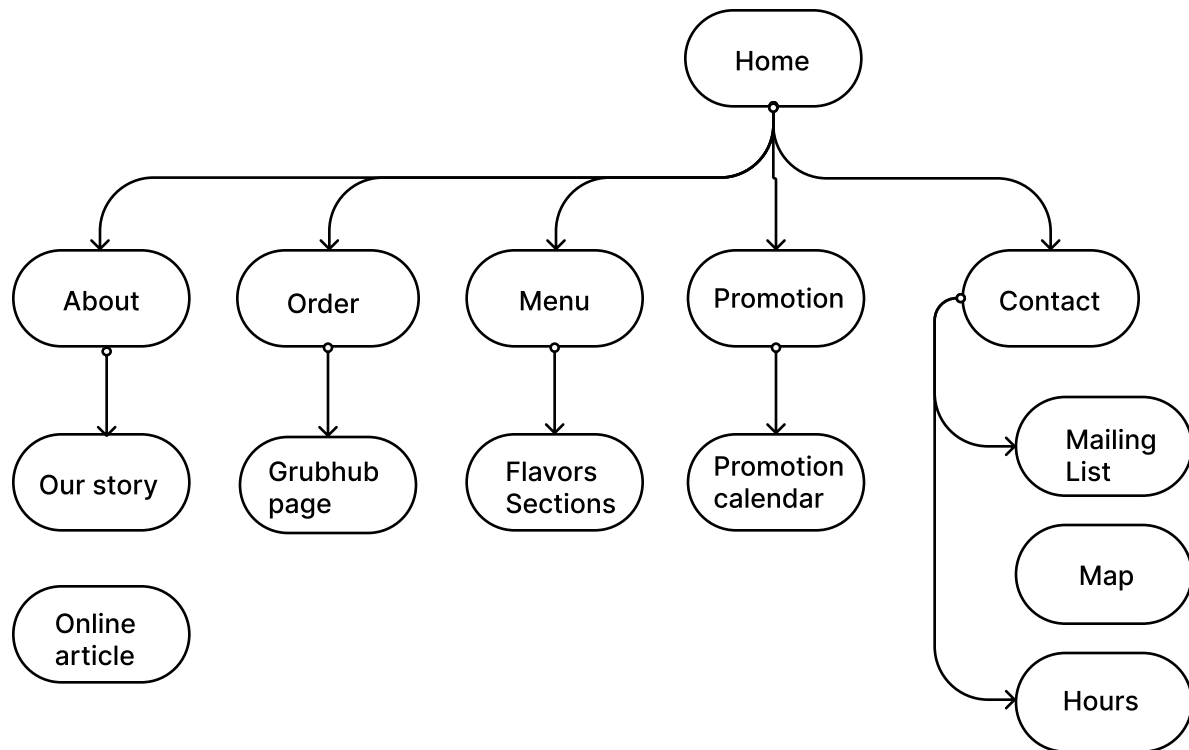 Home
About
Order
Menu
Promotion
Contact
Our story
Grubhub
page
Flavors
Sections
Promotion
calendar
Mailing
List
Map
Online
article
Hours